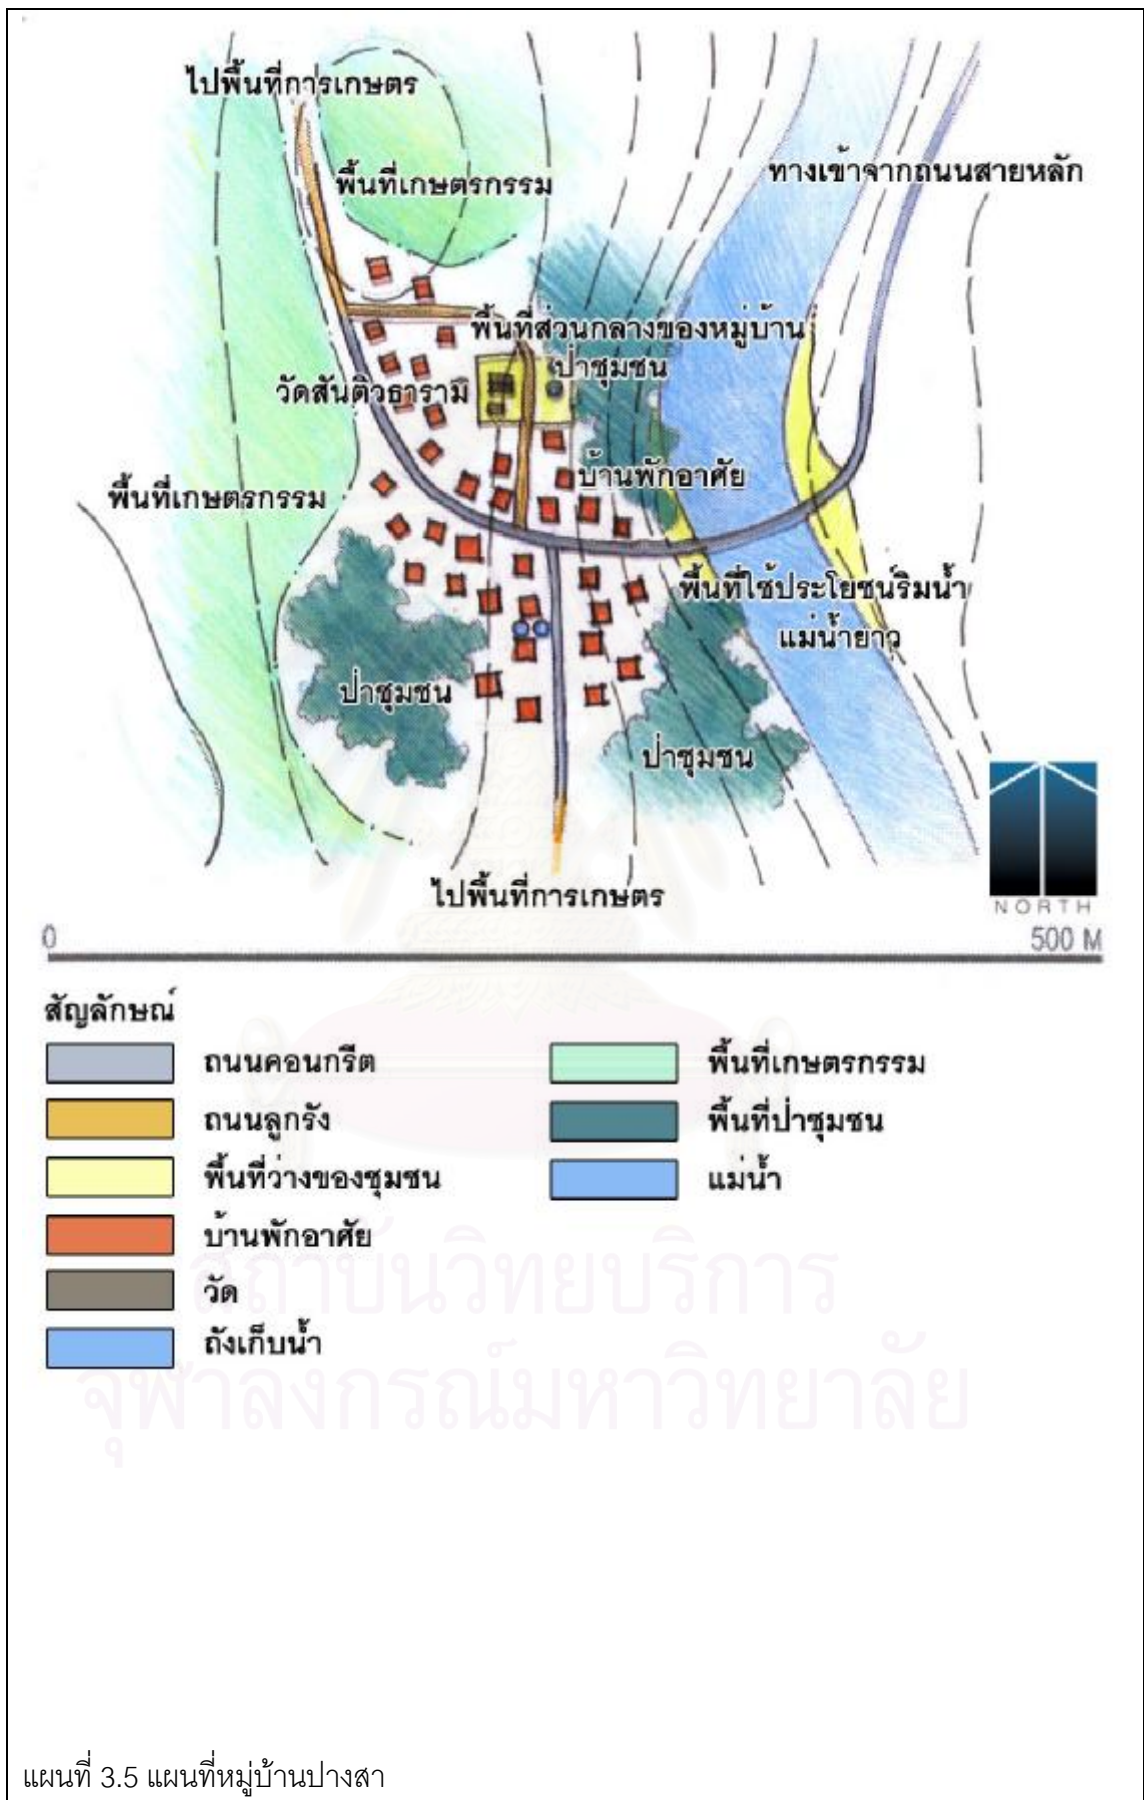 ไปพื้นที่การเกษตร
พื้นที่เกษตรกรรม
ทางเข้าจากถนนสายหลัก
พื้นที่ส่วนกลางของหมู่บ้าน
ป่าชุมชน
วัดสันติวธาราม
บ้านพักอาศัย
พื้นที่เกษตรกรรม
พื้นที่ใช้ประโยชน์ริมน้ำ
แม่น้ำยาว
ป่าชุมชน
ป่าชุมชน
ไปพื้นที่การเกษตร
NORTH
0 500 M
สัญลักษณ์
ถนนคอนกรีต
ถนนลูกรัง
พื้นที่ว่างของชุมชน
บ้านพักอาศัย
วัด
ถังเก็บน้ำ
พื้นที่เกษตรกรรม
พื้นที่ป่าชุมชน
แม่น้ำ
สถาบันวิทยบริการ
จุฬาลงกรณ์มหาวิทยาลัย
แผนที่ 3.5 แผนที่หมู่บ้านปางสา